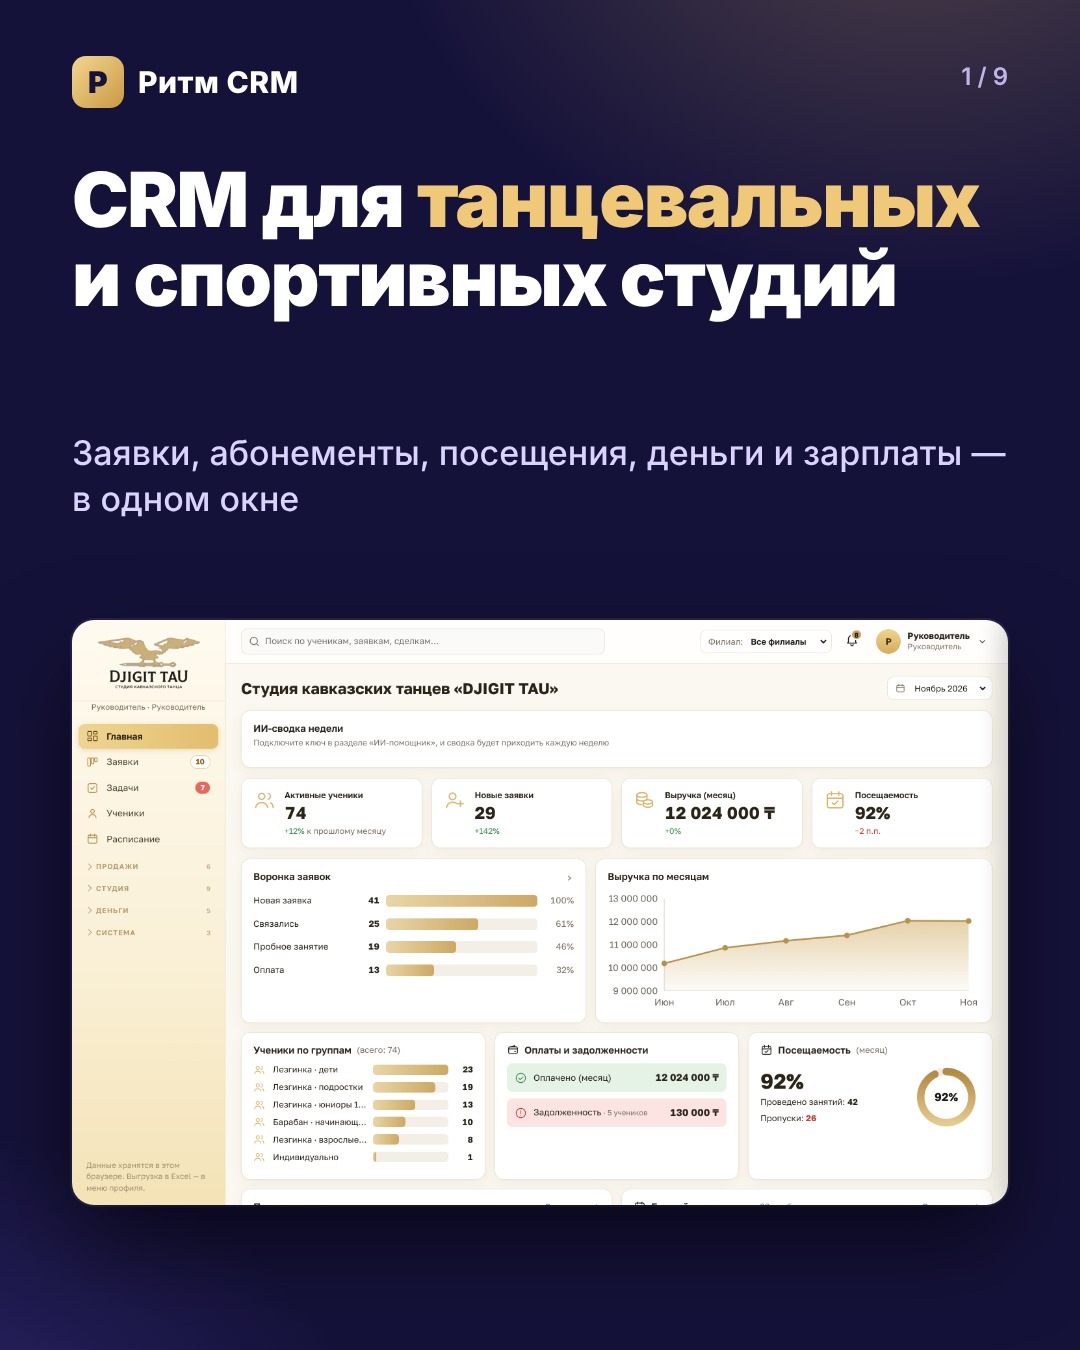 Р Ритм CRM
1 / 9
CRM для танцевальных
и спортивных студий
Заявки, абонементы, посещения, деньги и зарплаты —
в одном окне
DJIGIT TAU
СТУДИЯ КАВКАЗСКОГО ТАНЦА
Руководитель · Руководитель
Главная
Заявки 10
Задачи 7
Ученики
Расписание
ПРОДАЖИ 6
СТУДИЯ 9
ДЕНЬГИ 5
СИСТЕМА 3
Данные хранятся в этом
браузере. Выгрузка в Excel — в
меню профиля.
Поиск по ученикам, заявкам, сделкам...
Филиал: Все филиалы
8
Р
Руководитель
Руководитель
Студия кавказских танцев «DJIGIT TAU»
Ноябрь 2026
ИИ-сводка недели
Подключите ключ в разделе «ИИ-помощник», и сводка будет приходить каждую неделю
Активные ученики
74
+12% к прошлому месяцу
Новые заявки
29
+142%
Выручка (месяц)
12 024 000 ₸
+0%
Посещаемость
92%
−2 п.п.
Воронка заявок
Новая заявка 41 100%
Связались 25 61%
Пробное занятие 19 46%
Оплата 13 32%
Выручка по месяцам
13 000 000
12 000 000
11 000 000
10 000 000
9 000 000
Июн Июл Авг Сен Окт Ноя
Ученики по группам (всего: 74)
Лезгинка · дети 23
Лезгинка · подростки 19
Лезгинка · юниоры 1... 13
Барабан · начинающ... 10
Лезгинка · взрослые... 8
Индивидуально 1
Оплаты и задолженности
Оплачено (месяц) 12 024 000 ₸
Задолженность · 5 учеников 130 000 ₸
Посещаемость (месяц)
92%
Проведено занятий: 42
Пропуски: 26
92%